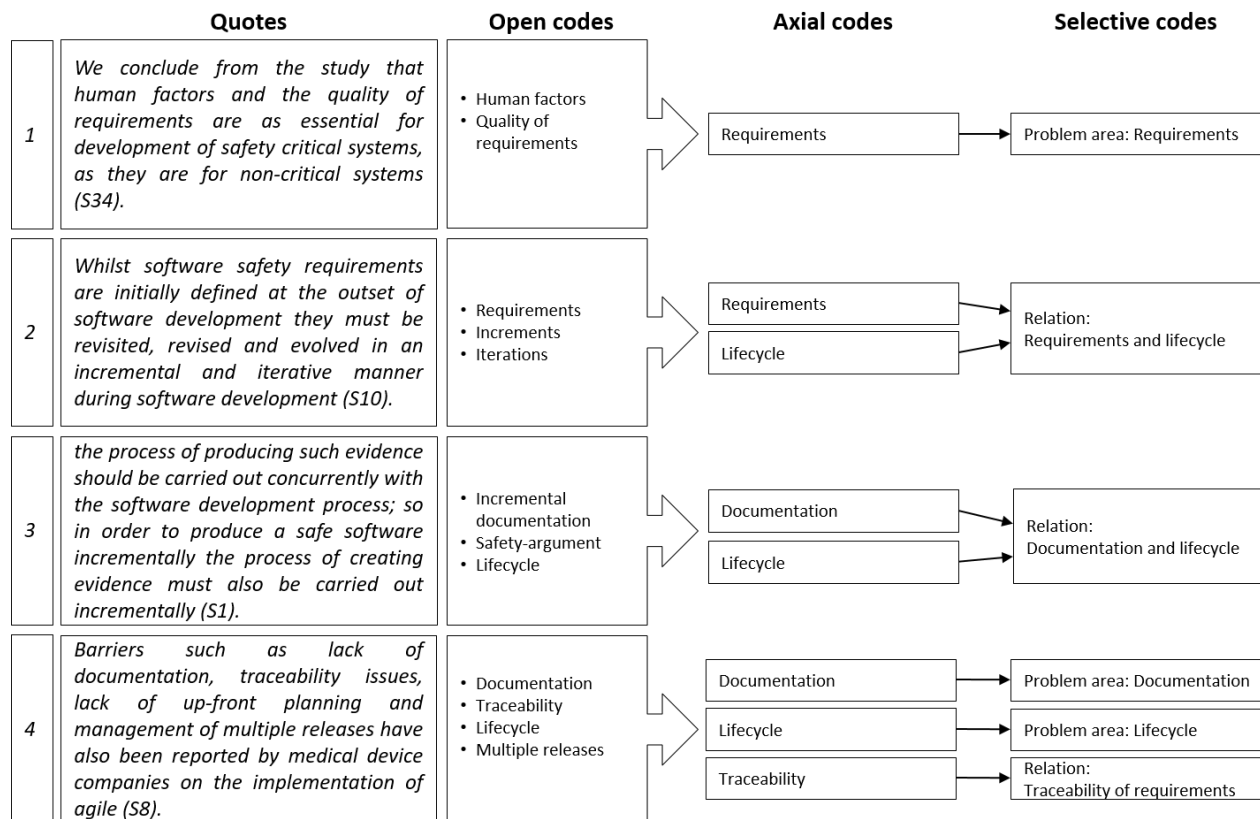 Quotes
Open codes
Axial codes
Selective codes
1
We conclude from the study that
human factors and the quality of
requirements are as essential for
development of safety critical systems,
as they are for non-critical systems
(S34).
• Human factors
• Quality of
requirements
Requirements
Problem area: Requirements
2
Whilst software safety requirements
are initially defined at the outset of
software development they must be
revisited, revised and evolved in an
incremental and iterative manner
during software development (S10).
• Requirements
• Increments
• Iterations
Requirements
Lifecycle
Relation:
Requirements and lifecycle
3
the process of producing such evidence
should be carried out concurrently with
the software development process; so
in order to produce a safe software
incrementally the process of creating
evidence must also be carried out
incrementally (S1).
• Incremental
documentation
• Safety-argument
• Lifecycle
Documentation
Lifecycle
Relation:
Documentation and lifecycle
4
Barriers such as lack of
documentation, traceability issues,
lack of up-front planning and
management of multiple releases have
also been reported by medical device
companies on the implementation of
agile (S8).
• Documentation
• Traceability
• Lifecycle
• Multiple releases
Documentation
Problem area: Documentation
Lifecycle
Problem area: Lifecycle
Traceability
Relation:
Traceability of requirements